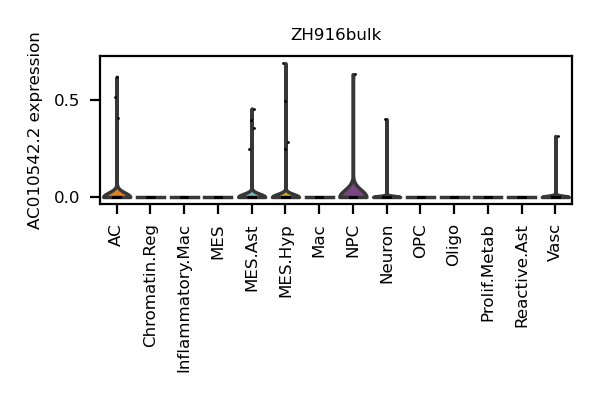 ZH916bulk
AC010542.2 expression
0.5
0.0
AC
Chromatin.Reg
Inflammatory.Mac
MES
MES.Ast
MES.Hyp
Mac
NPC
Neuron
OPC
Oligo
Prolif.Metab
Reactive.Ast
Vasc